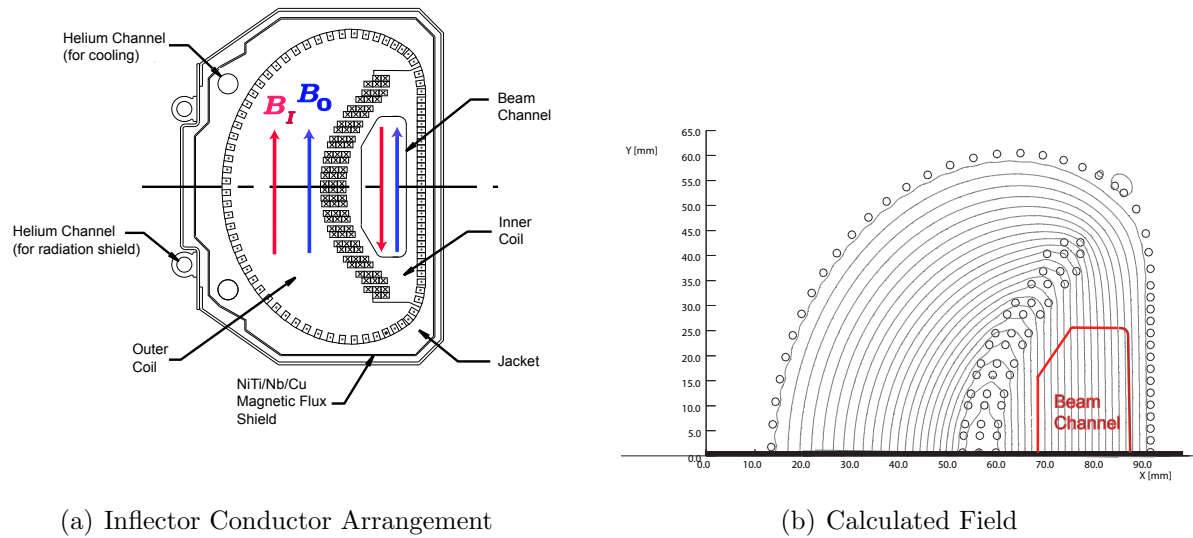 Helium Channel
(for cooling)
B_I B_O
Beam
Channel
Helium Channel
(for radiation shield)
Inner
Coil
Outer
Coil
Jacket
NiTi/Nb/Cu
Magnetic Flux
Shield
(a) Inflector Conductor Arrangement
Y [mm]
65.0
60.0
55.0
50.0
45.0
40.0
35.0
30.0
25.0
20.0
15.0
10.0
5.0
0.0
Beam
Channel
0.0 10.0 20.0 30.0 40.0 50.0 60.0 70.0 80.0 90.0
X [mm]
(b) Calculated Field